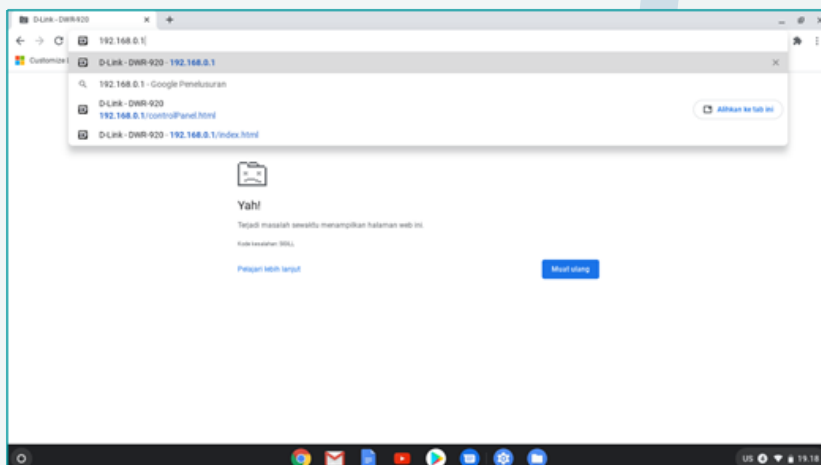 D-Link - DWR-920
192.168.0.1
Customize
D-Link - DWR-920 - 192.168.0.1
192.168.0.1 - Google Penelusuran
D-Link - DWR-920
192.168.0.1/controlPanel.html
Alihkan ke tab ini
D-Link - DWR-920 - 192.168.0.1/index.html
Yah!
Terjadi masalah sewaktu menampilkan halaman web ini.
Kode kesalahan: SIGILL
Pelajari lebih lanjut
Muat ulang
US
19.18